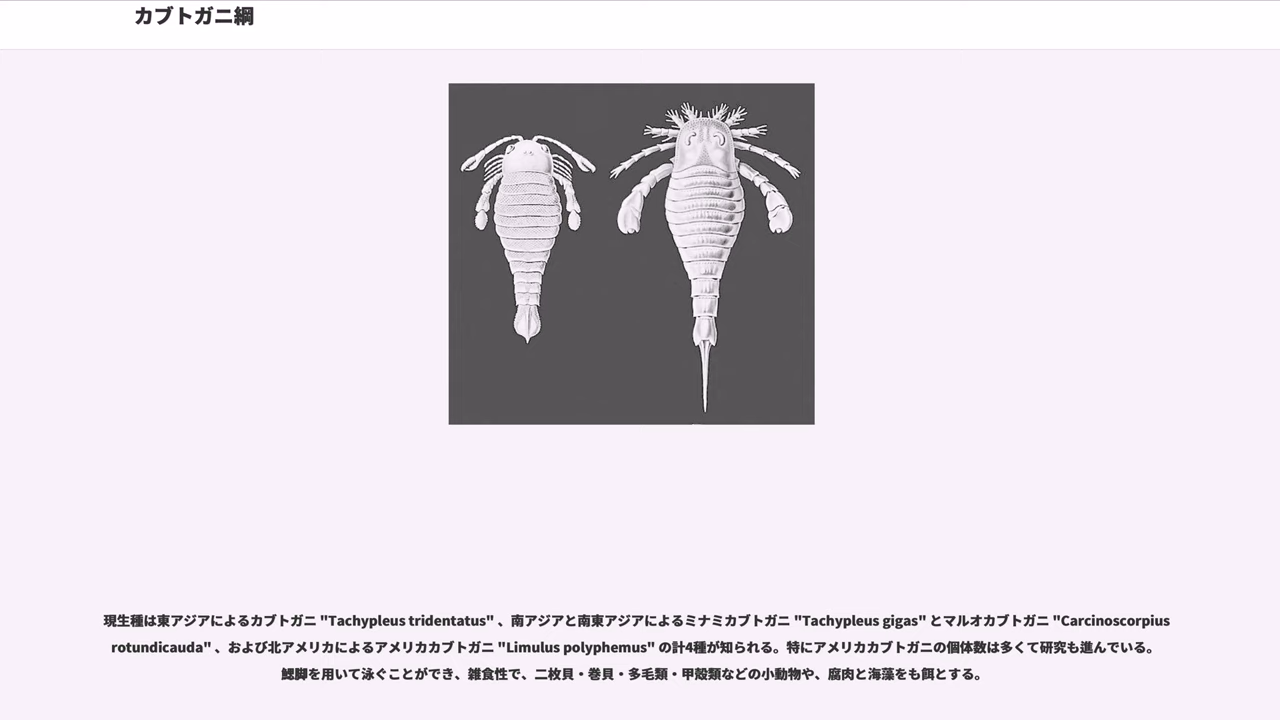 カブトガニ綱
現生種は東アジアによるカブトガニ "Tachypleus tridentatus" 、南アジアと南東アジアによるミナミカブトガニ "Tachypleus gigas" とマルオカブトガニ "Carcinoscorpius
rotundicauda" 、および北アメリカによるアメリカカブトガニ "Limulus polyphemus" の計4種が知られる。特にアメリカカブトガニの個体数は多くて研究も進んでいる。
鰓脚を用いて泳ぐことができ、雑食性で、二枚貝・巻貝・多毛類・甲殻類などの小動物や、腐肉と海藻をも餌とする。